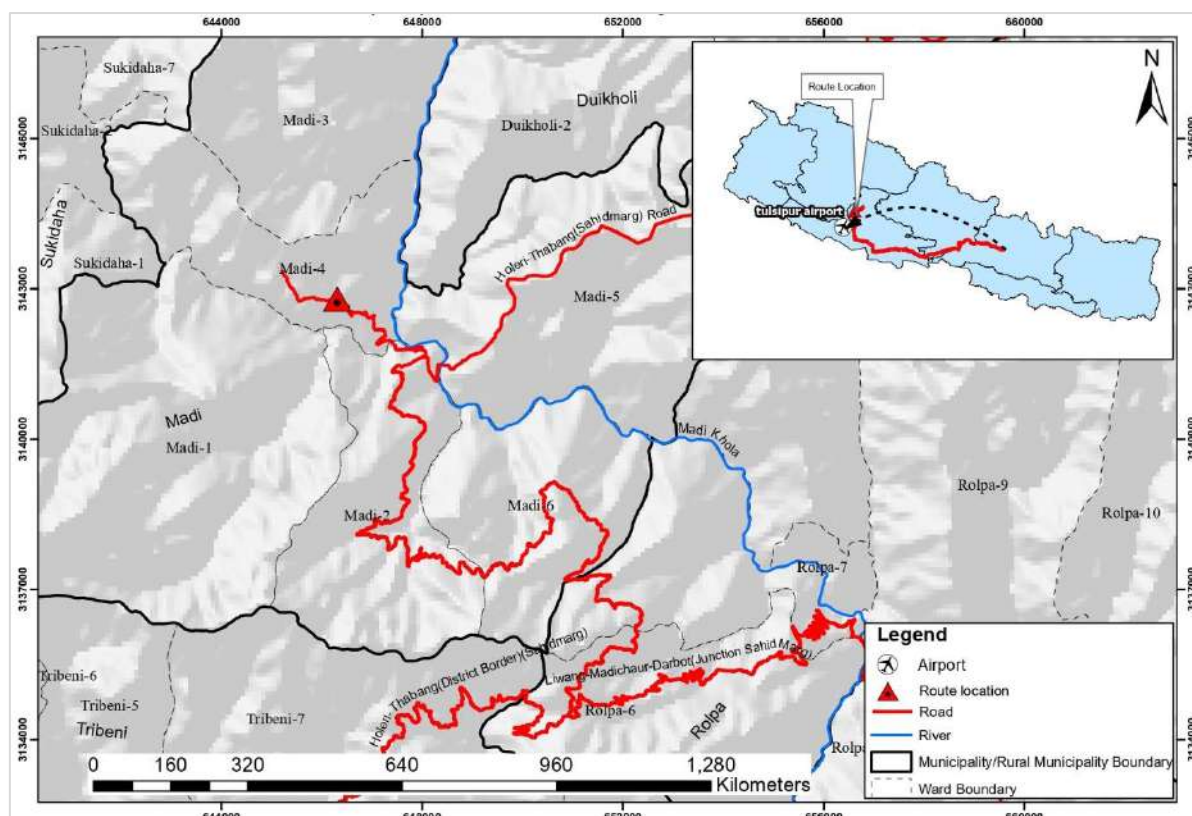 644000
648000
652000
656000
660000
N
Route Location
tulsipur airport
Sukidaha-7
Sukidaha-2
Madi-3
Duikholi
Duikholi-2
3146000
Sukidaha
Sukidaha-1
Madi-4
Holeri-Thabang(Sahidmarg) Road
Madi-5
3143000
Madi
Madi-1
Madi Khola
3140000
Madi-2
Madi-6
Rolpa-9
Rolpa-10
Rolpa-7
3137000
Holeri-Thabang(District Border)(Sahidmarg)
Liwang-Madichaur-Darbot(Junction Sahid Marg)
Tribeni-6
Tribeni-5
Tribeni
Tribeni-7
Rolpa-6
Rolpa
3134000
0 160 320 640 960 1,280
Kilometers
Legend
Airport
Route location
Road
River
Municipality/Rural Municipality Boundary
Ward Boundary